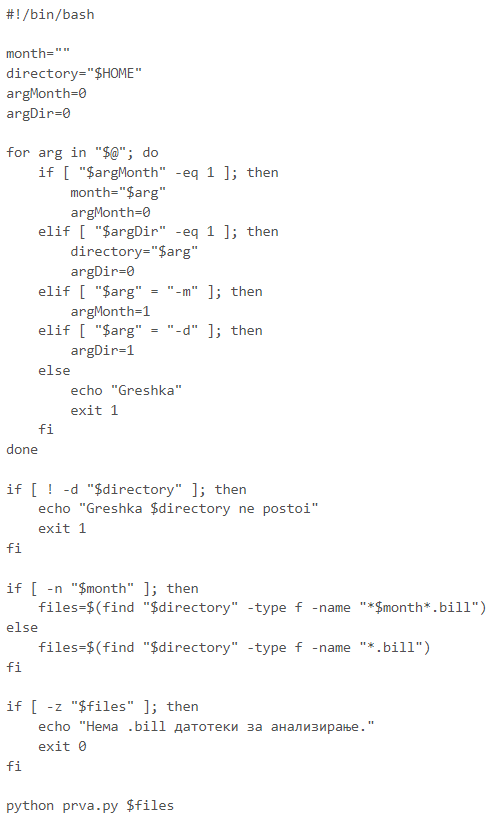 #!/bin/bash

month=""
directory="$HOME"
argMonth=0
argDir=0

for arg in "$@"; do
    if [ "$argMonth" -eq 1 ]; then
        month="$arg"
        argMonth=0
    elif [ "$argDir" -eq 1 ]; then
        directory="$arg"
        argDir=0
    elif [ "$arg" = "-m" ]; then
        argMonth=1
    elif [ "$arg" = "-d" ]; then
        argDir=1
    else
        echo "Greshka"
        exit 1
    fi
done

if [ ! -d "$directory" ]; then
    echo "Greshka $directory ne postoi"
    exit 1
fi

if [ -n "$month" ]; then
    files=$(find "$directory" -type f -name "*$month*.bill")
else
    files=$(find "$directory" -type f -name "*.bill")
fi

if [ -z "$files" ]; then
    echo "Нема .bill датотеки за анализирање."
    exit 0
fi

python prva.py $files